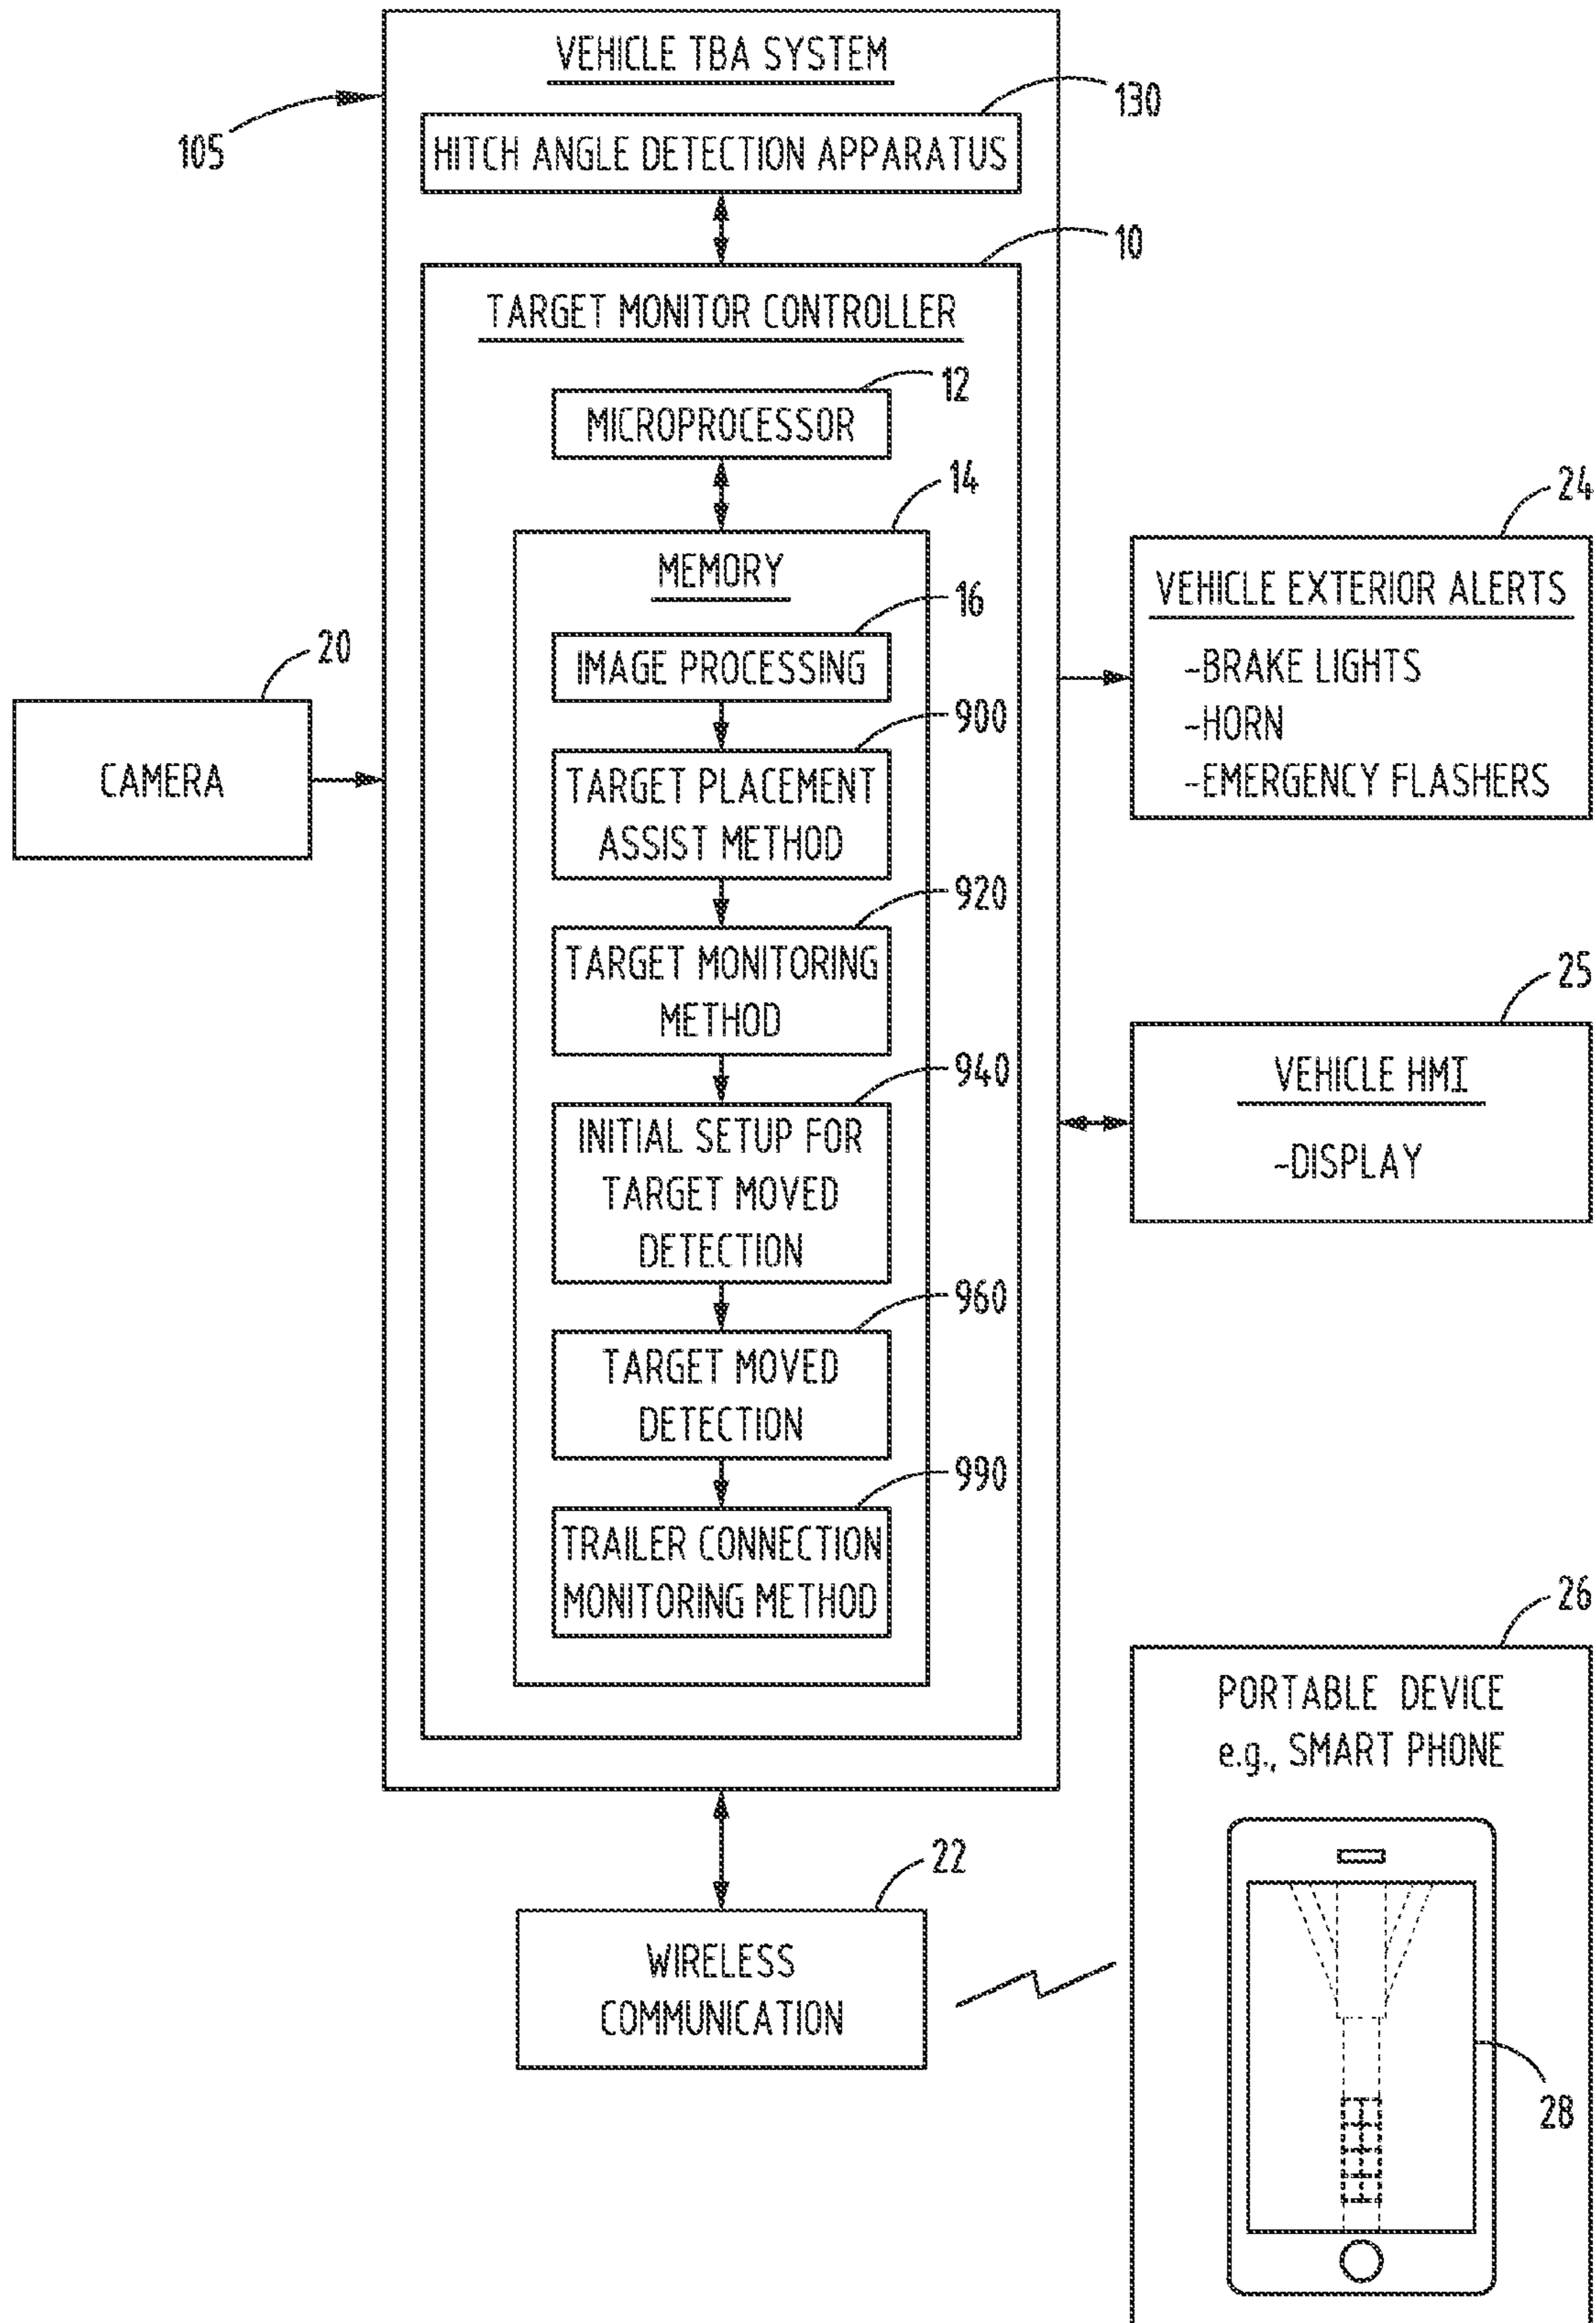 VEHICLE TBA SYSTEM
130
105
HITCH ANGLE DETECTION APPARATUS
10
TARGET MONITOR CONTROLLER
12
MICROPROCESSOR
14
MEMORY
16
IMAGE PROCESSING
900
TARGET PLACEMENT
ASSIST METHOD
920
TARGET MONITORING
METHOD
940
INITIAL SETUP FOR
TARGET MOVED
DETECTION
960
TARGET MOVED
DETECTION
990
TRAILER CONNECTION
MONITORING METHOD
20
CAMERA
24
VEHICLE EXTERIOR ALERTS
-BRAKE LIGHTS
-HORN
-EMERGENCY FLASHERS
25
VEHICLE HMI
-DISPLAY
22
WIRELESS
COMMUNICATION
26
PORTABLE DEVICE
e.g., SMART PHONE
28